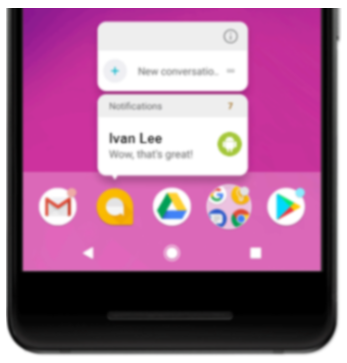 New conversatio..
Notifications
7
Ivan Lee
Wow, that's great!